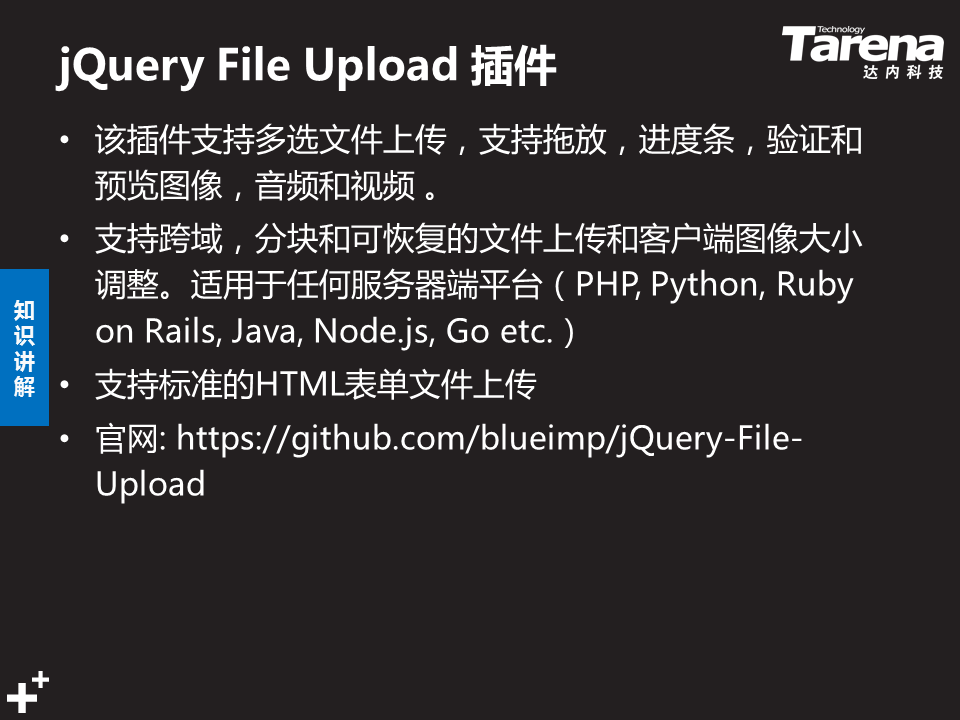 jQuery File Upload 插件
Technology
Tarena
达内科技
• 该插件支持多选文件上传，支持拖放，进度条，验证和
预览图像，音频和视频 。
• 支持跨域，分块和可恢复的文件上传和客户端图像大小
调整。适用于任何服务器端平台（PHP, Python, Ruby
on Rails, Java, Node.js, Go etc.）
• 支持标准的HTML表单文件上传
• 官网: https://github.com/blueimp/jQuery-File-
Upload
知
识
讲
解